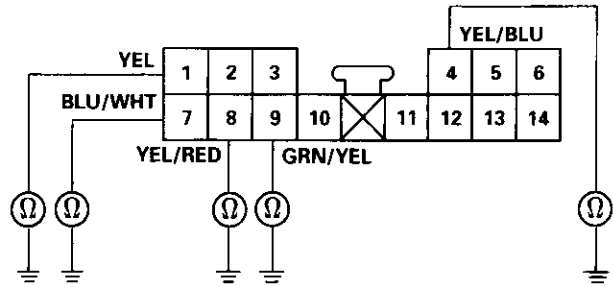 YEL/BLU
YEL 1 2 3 4 5 6
BLU/WHT 7 8 9 10 11 12 13 14
YEL/RED GRN/YEL
Ω Ω Ω Ω Ω